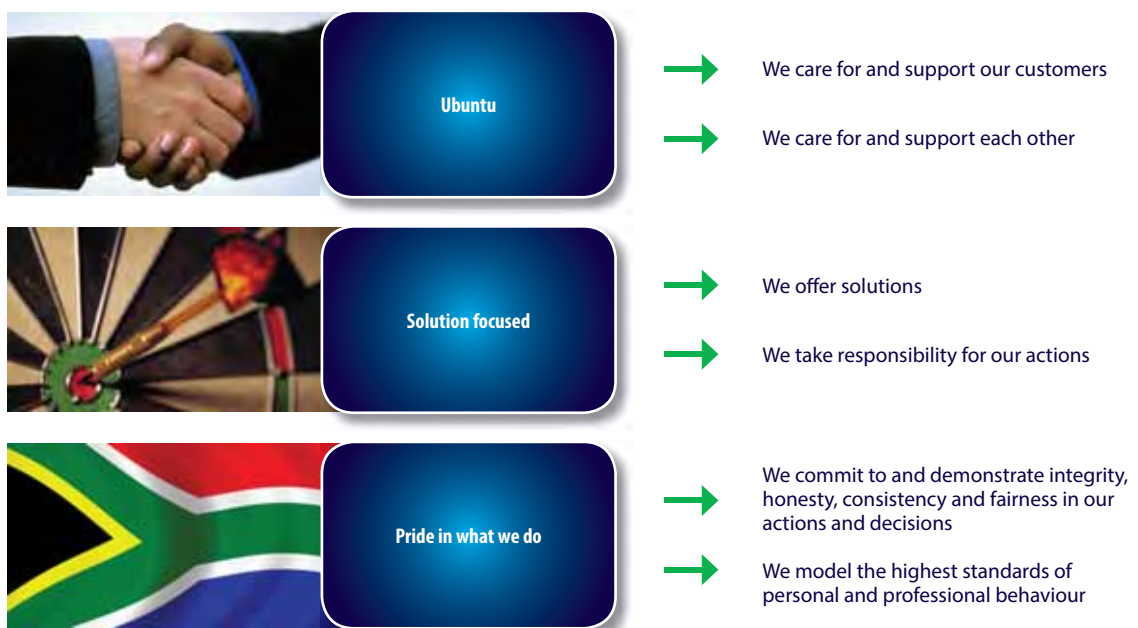 Ubuntu
We care for and support our customers
We care for and support each other
Solution focused
We offer solutions
We take responsibility for our actions
Pride in what we do
We commit to and demonstrate integrity,
honesty, consistency and fairness in our
actions and decisions
We model the highest standards of
personal and professional behaviour